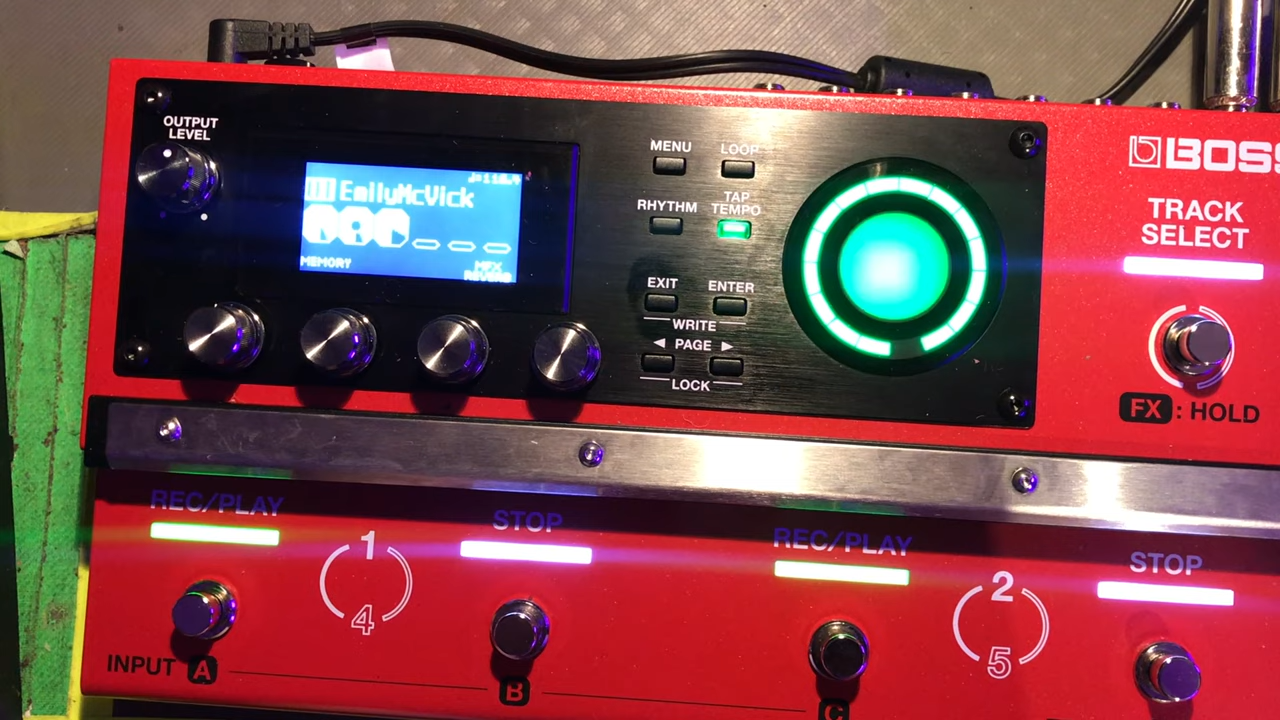 OUTPUT
LEVEL
EmilyMcVick
MEMORY
MFX
REVERB
MENU
LOOP
RHYTHM
TAP
TEMPO
EXIT
ENTER
WRITE
◄ PAGE ►
LOCK
BOSS
TRACK
SELECT
FX : HOLD
REC/PLAY
1
4
STOP
REC/PLAY
2
5
STOP
INPUT A
B
C